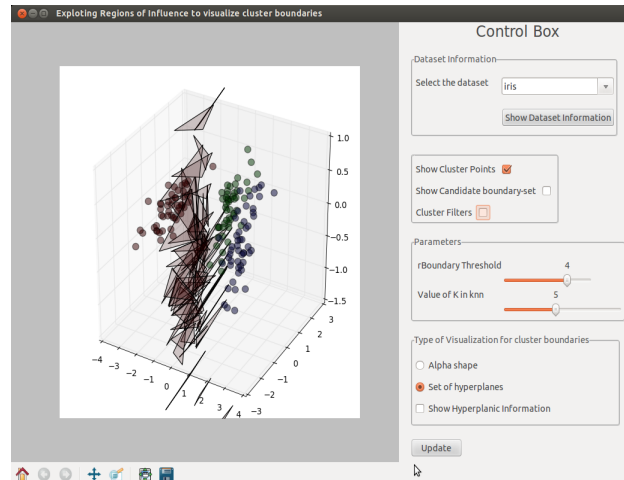 Exploting Regions of Influence to visualize cluster boundaries
Control Box
Dataset Information
Select the dataset
iris
Show Dataset Information
Show Cluster Points
Show Candidate boundary-set
Cluster Filters
Parameters
rBoundary Threshold
4
Value of K in knn
5
Type of Visualization for cluster boundaries
Alpha shape
Set of hyperplanes
Show Hyperplanic Information
Update
1.0
0.5
0.0
−0.5
−1.0
−1.5
−4
−3
−2
−1
0
1
2
3
4
−3
−2
−1
0
1
2
3